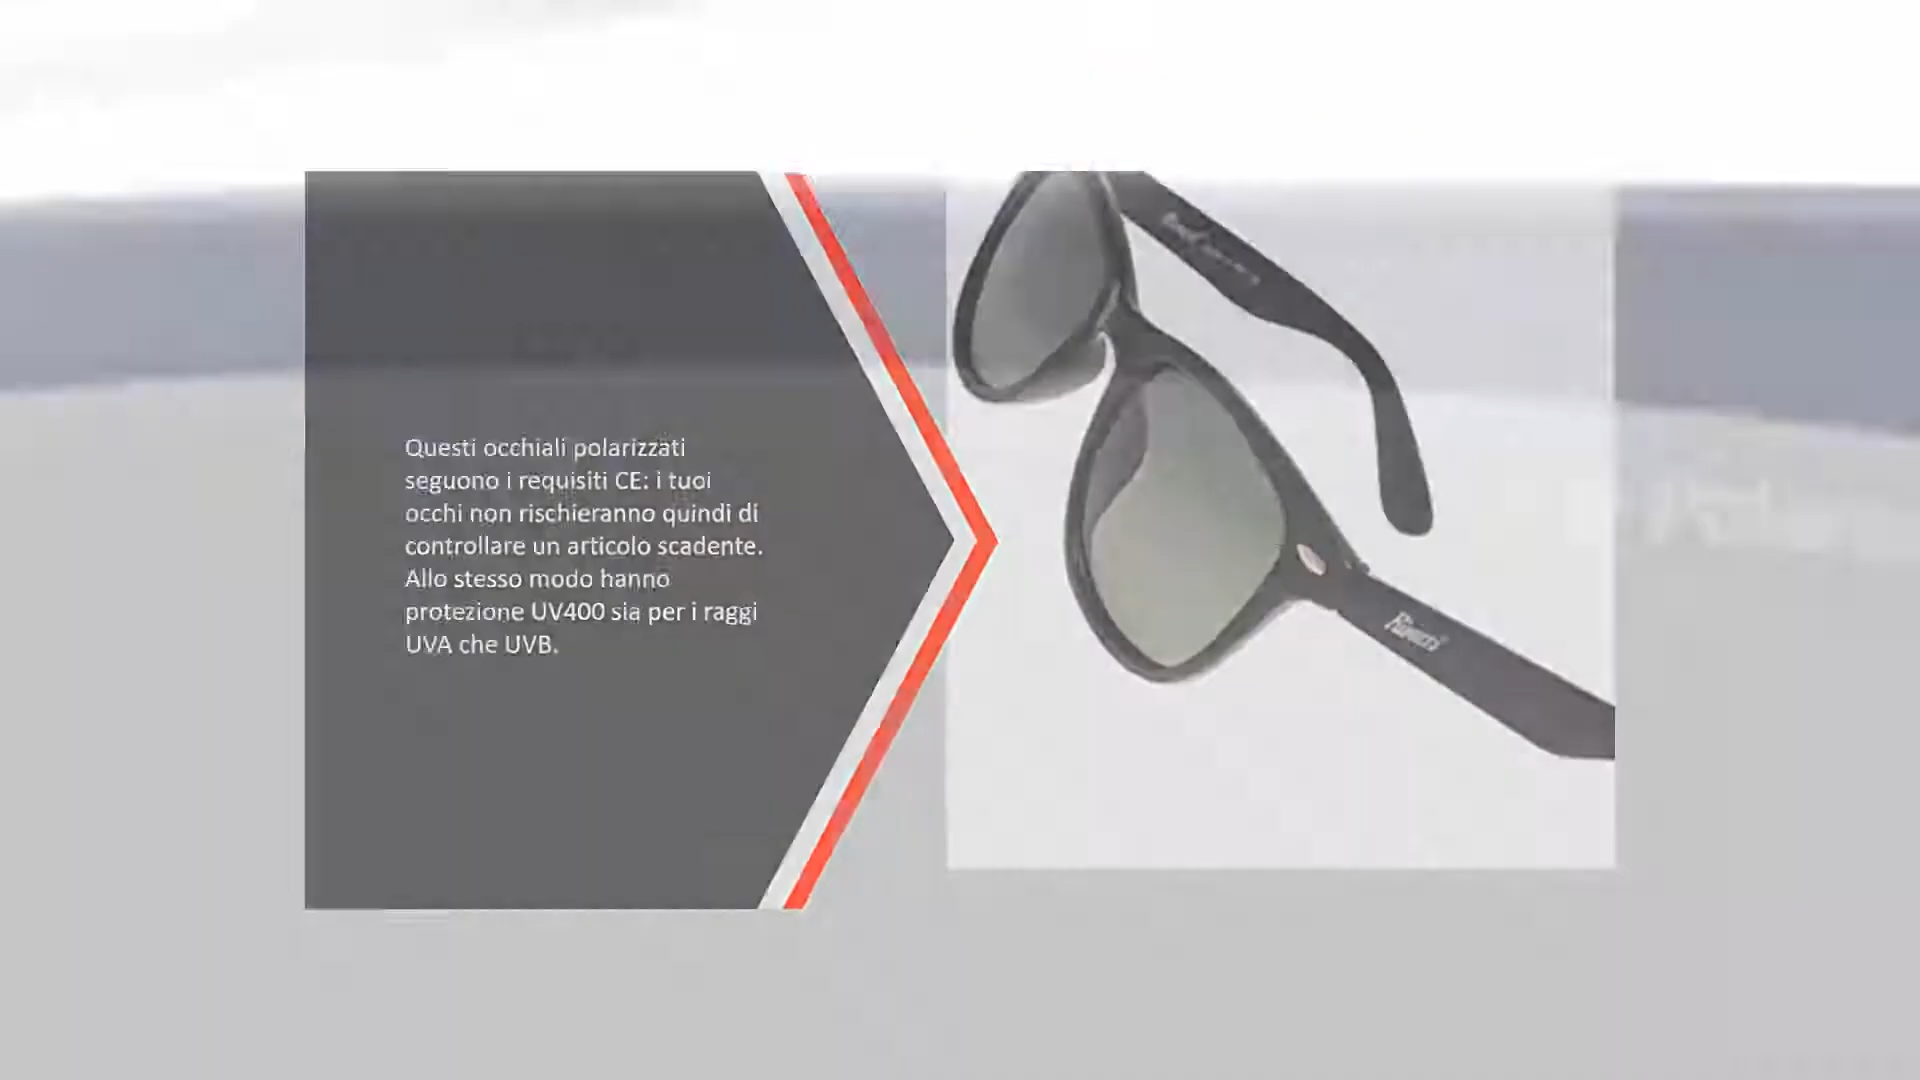 Questi occhiali polarizzati
seguono i requisiti CE: i tuoi
occhi non rischieranno quindi di
controllare un articolo scadente.
Allo stesso modo hanno
protezione UV400 sia per i raggi
UVA che UVB.